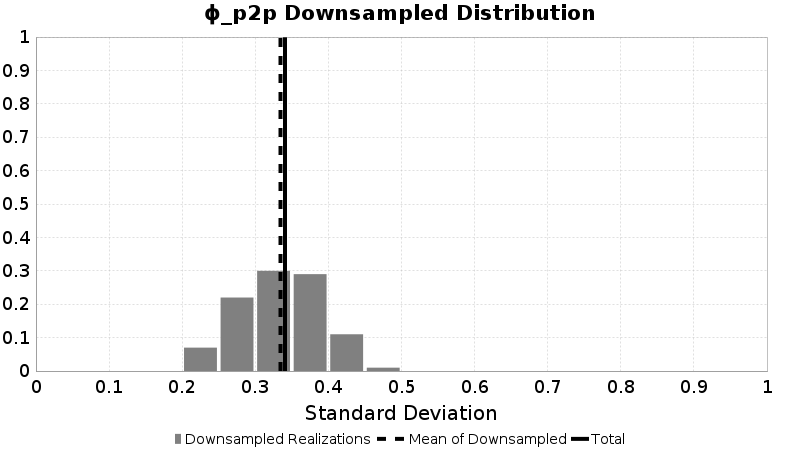 ϕ_p2p Downsampled Distribution
1
0.9
0.8
0.7
0.6
0.5
0.4
0.3
0.2
0.1
0
0 0.1 0.2 0.3 0.4 0.5 0.6 0.7 0.8 0.9 1
Standard Deviation
Downsampled Realizations Mean of Downsampled Total